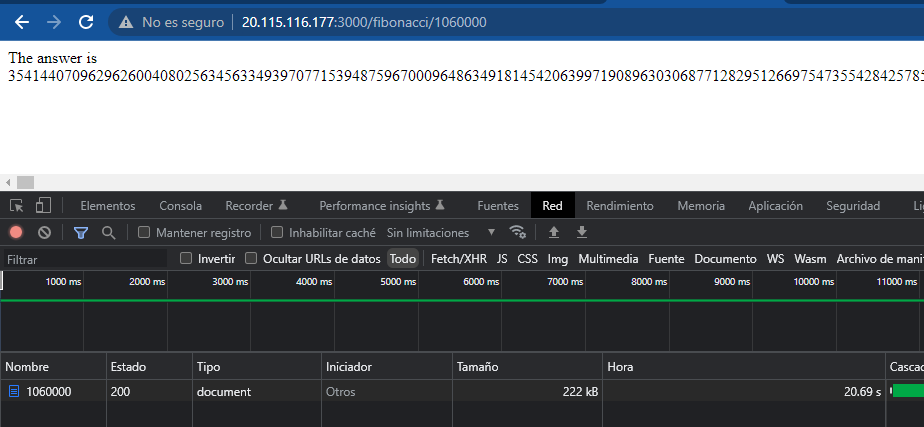 No es seguro | 20.115.116.177:3000/fibonacci/1060000
The answer is
3541440709629626004080256345633493970771539487596700096486349181454206399719089630306877128295126697547355428425785
Elementos Consola Recorder Performance insights Fuentes Red Rendimiento Memoria Aplicación Seguridad
Mantener registro Inhabilitar caché Sin limitaciones
Filtrar Invertir Ocultar URLs de datos Todo Fetch/XHR JS CSS Img Multimedia Fuente Documento WS Wasm Archivo de mani
1000 ms 2000 ms 3000 ms 4000 ms 5000 ms 6000 ms 7000 ms 8000 ms 9000 ms 10000 ms 11000 ms
Nombre Estado Tipo Iniciador Tamaño Hora Cascad
1060000 200 document Otros 222 kB 20.69 s